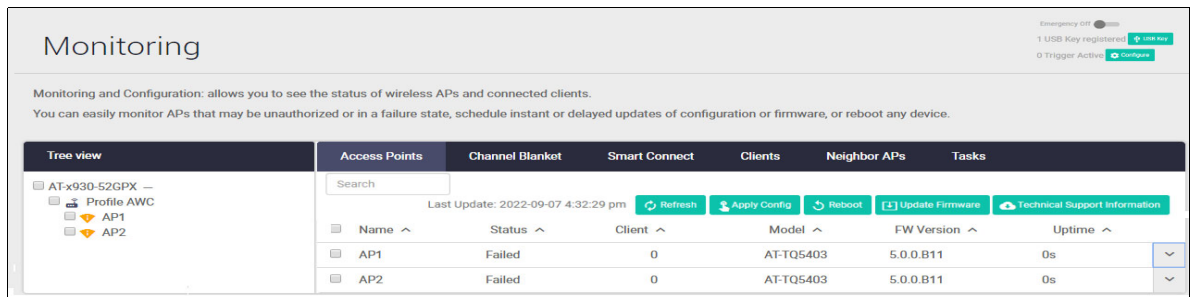 Emergency Off
Monitoring
1 USB Key registered USB Key
0 Trigger Active Configure
Monitoring and Configuration: allows you to see the status of wireless APs and connected clients.
You can easily monitor APs that may be unauthorized or in a failure state, schedule instant or delayed updates of configuration or firmware, or reboot any device.
Tree view
AT-x930-52GPX
Profile AWC
AP1
AP2
Access Points Channel Blanket Smart Connect Clients Neighbor APs Tasks
Search
Last Update: 2022-09-07 4:32:29 pm Refresh Apply Config Reboot Update Firmware Technical Support Information
Name Status Client Model FW Version Uptime
AP1 Failed 0 AT-TQ5403 5.0.0.B11 0s
AP2 Failed 0 AT-TQ5403 5.0.0.B11 0s